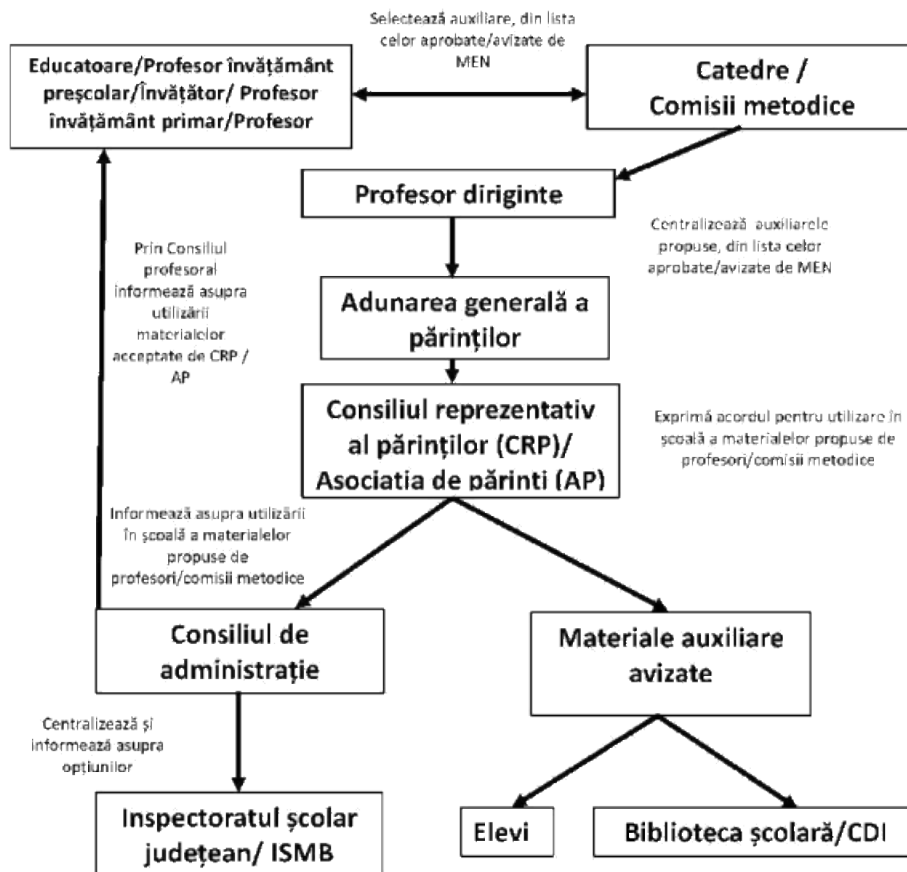 Selectează auxiliare, din lista
celor aprobate/avizate de
MEN
Educatoare/Profesor învățământ
preșcolar/Învățător/ Profesor
învățământ primar/Profesor
Catedre /
Comisii metodice
Profesor diriginte
Centralizează auxiliarele
propuse, din lista celor
aprobate/avizate de MEN
Prin Consiliul
profesoral
informează asupra
utilizării
materialelor
acceptate de CRP /
AP
Adunarea generală a
părinților
Consiliul reprezentativ
al părinților (CRP)/
Asociatia de părinti (AP)
Exprimă acordul pentru utilizare în
școală a materialelor propuse de
profesori/comisii metodice
Informează asupra utilizării
în școală a materialelor
propuse de
profesori/comisii metodice
Consiliul de
administrație
Materiale auxiliare
avizate
Centralizează și
informează asupra
opțiunilor
Inspectoratul școlar
județean/ ISMB
Elevi
Biblioteca școlară/CDI